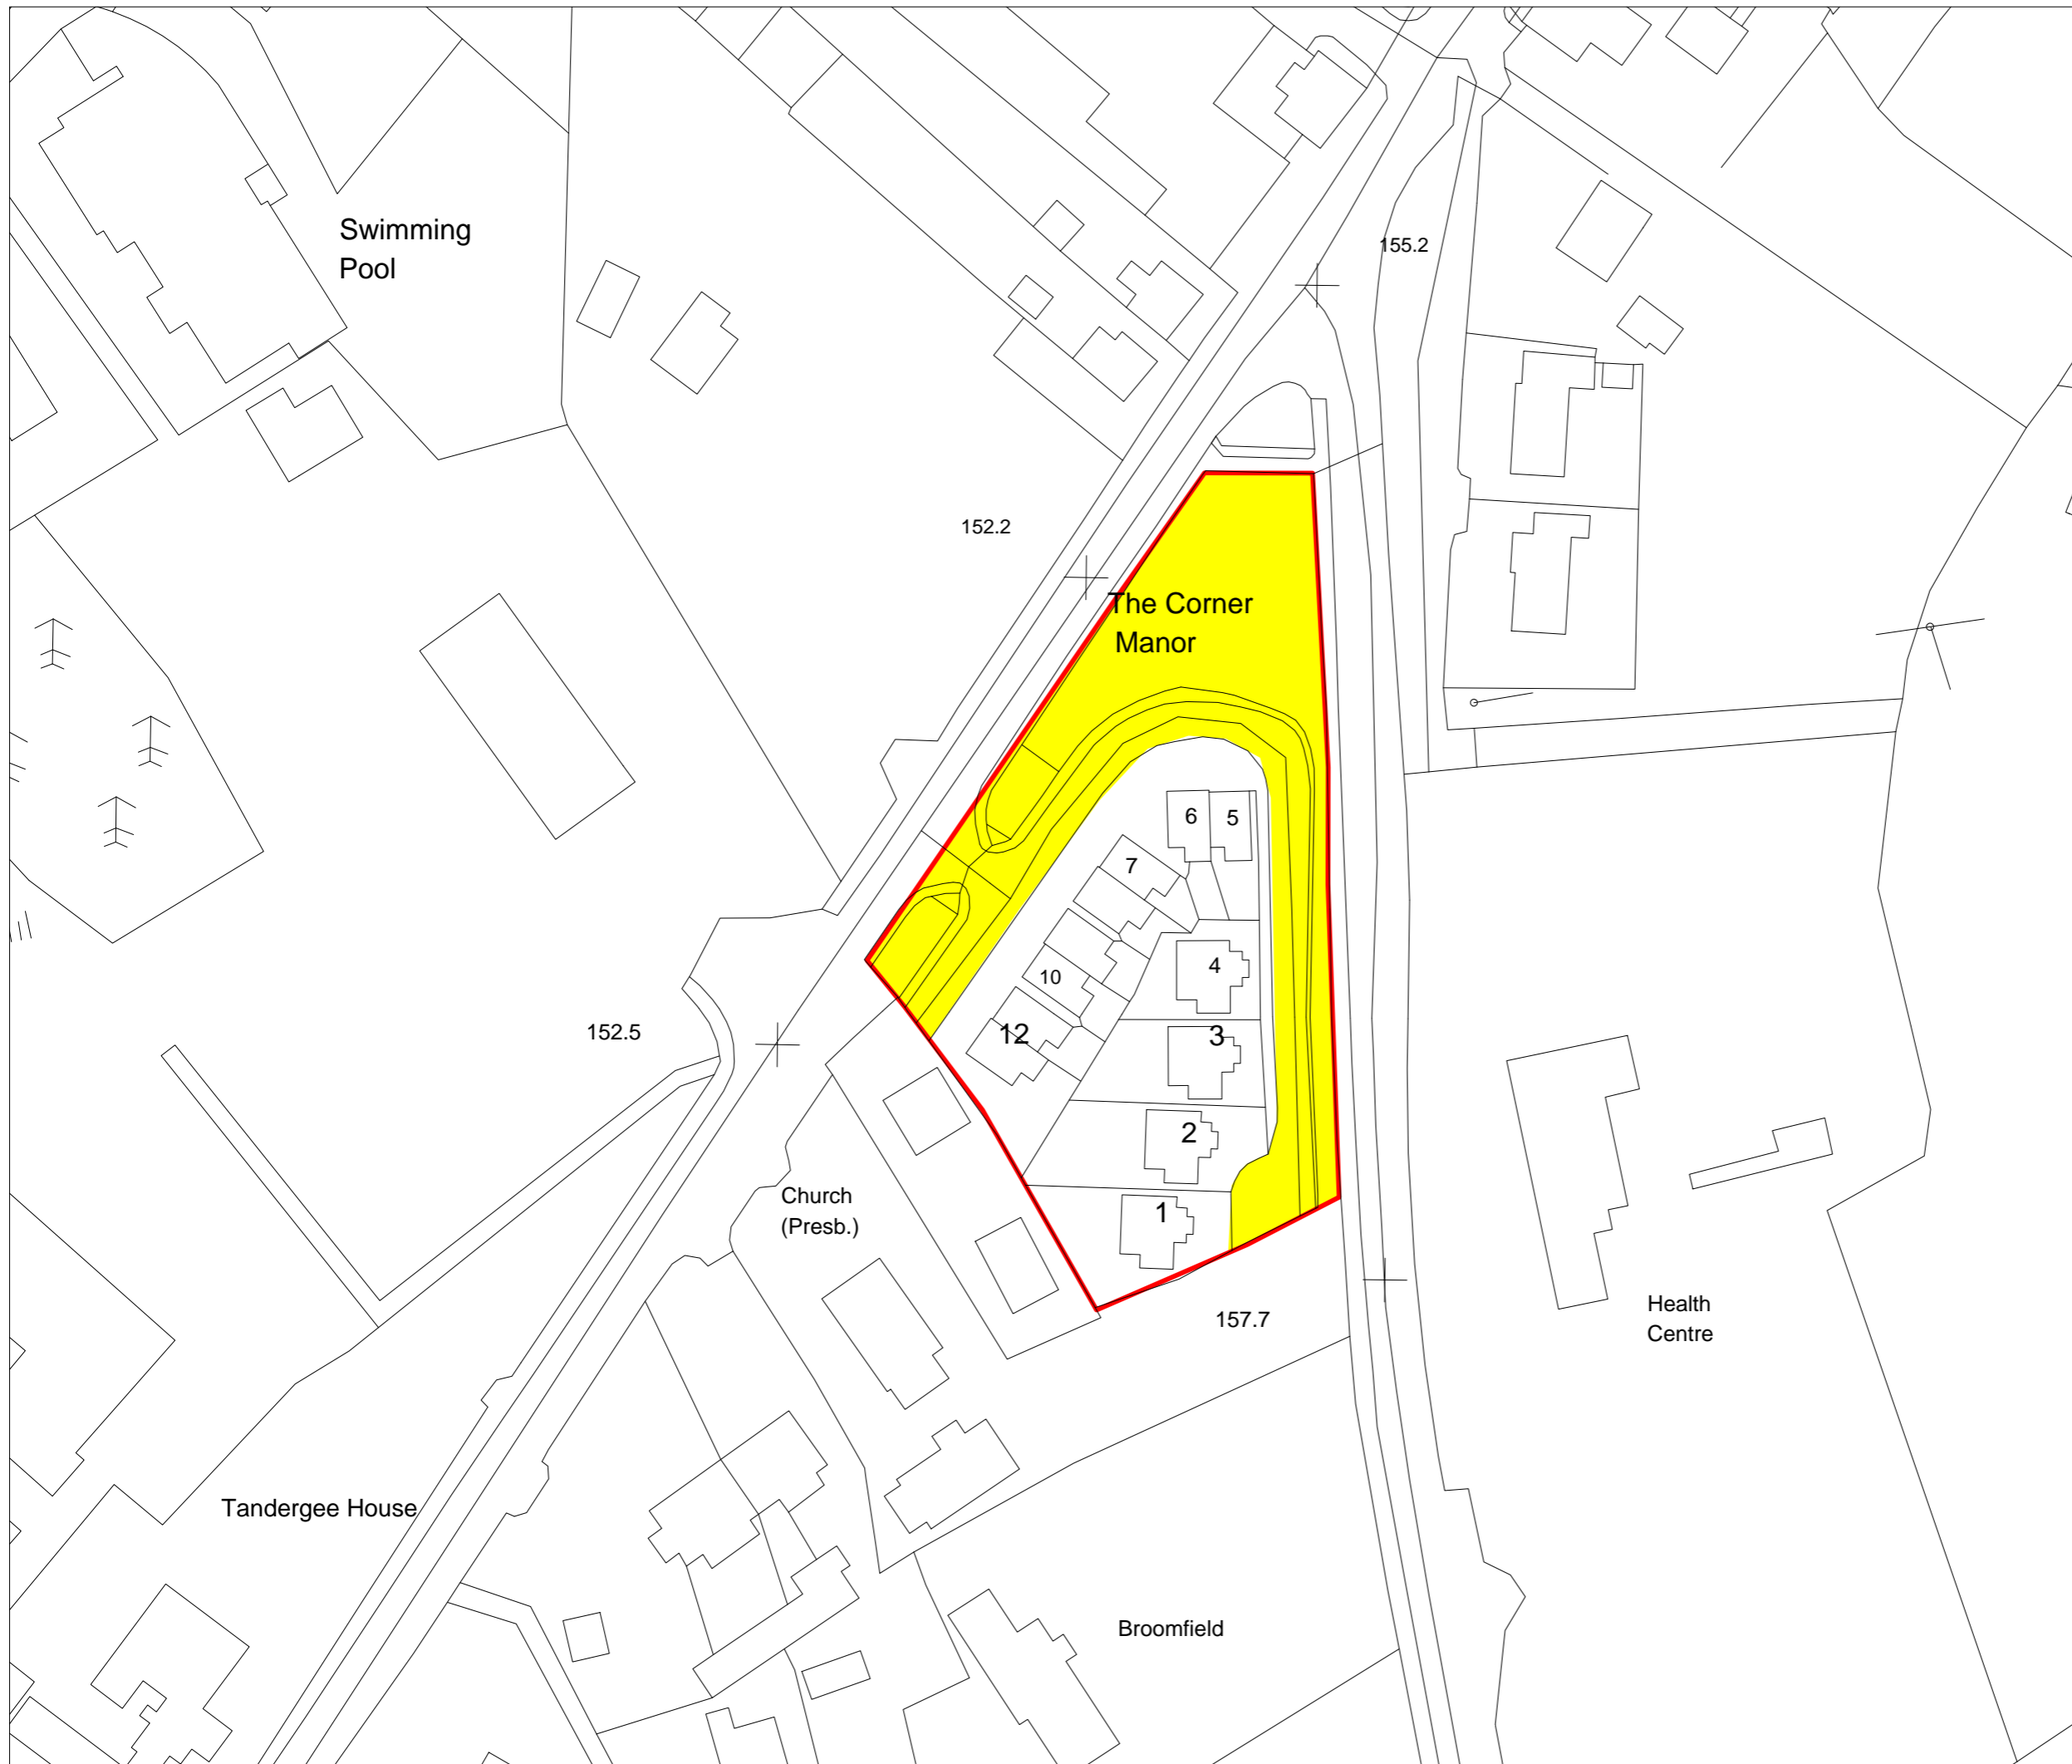 Swimming
Pool
155.2
152.2
The Corner
Manor
6
5
7
4
10
3
12
152.5
2
Church
(Presb.)
1
157.7
Health
Centre
Tandergee House
Broomfield